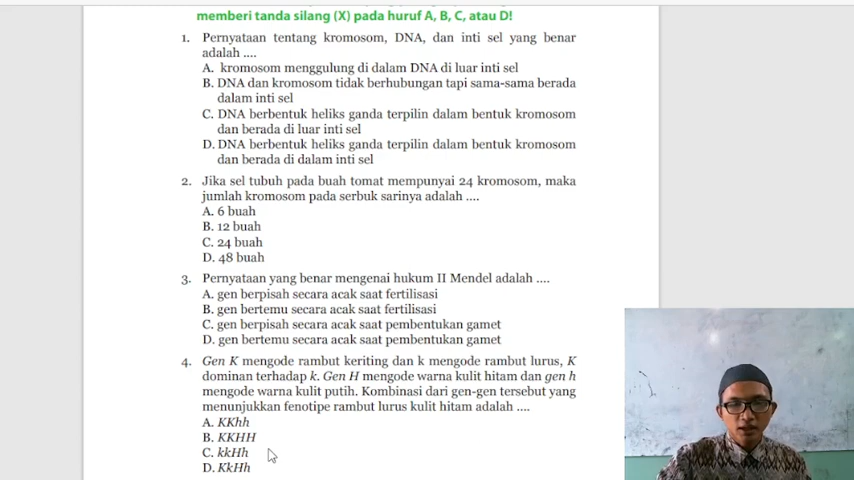 memberi tanda silang (X) pada huruf A, B, C, atau D!
1. Pernyataan tentang kromosom, DNA, dan inti sel yang benar
adalah ....
A. kromosom menggulung di dalam DNA di luar inti sel
B. DNA dan kromosom tidak berhubungan tapi sama-sama berada
dalam inti sel
C. DNA berbentuk heliks ganda terpilin dalam bentuk kromosom
dan berada di luar inti sel
D. DNA berbentuk heliks ganda terpilin dalam bentuk kromosom
dan berada di dalam inti sel
2. Jika sel tubuh pada buah tomat mempunyai 24 kromosom, maka
jumlah kromosom pada serbuk sarinya adalah ....
A. 6 buah
B. 12 buah
C. 24 buah
D. 48 buah
3. Pernyataan yang benar mengenai hukum II Mendel adalah ....
A. gen berpisah secara acak saat fertilisasi
B. gen bertemu secara acak saat fertilisasi
C. gen berpisah secara acak saat pembentukan gamet
D. gen bertemu secara acak saat pembentukan gamet
4. Gen K mengode rambut keriting dan k mengode rambut lurus, K
dominan terhadap k. Gen H mengode warna kulit hitam dan gen h
mengode warna kulit putih. Kombinasi dari gen-gen tersebut yang
menunjukkan fenotipe rambut lurus kulit hitam adalah ....
A. KKhh
B. KKHH
C. kkHh
D. KkHh